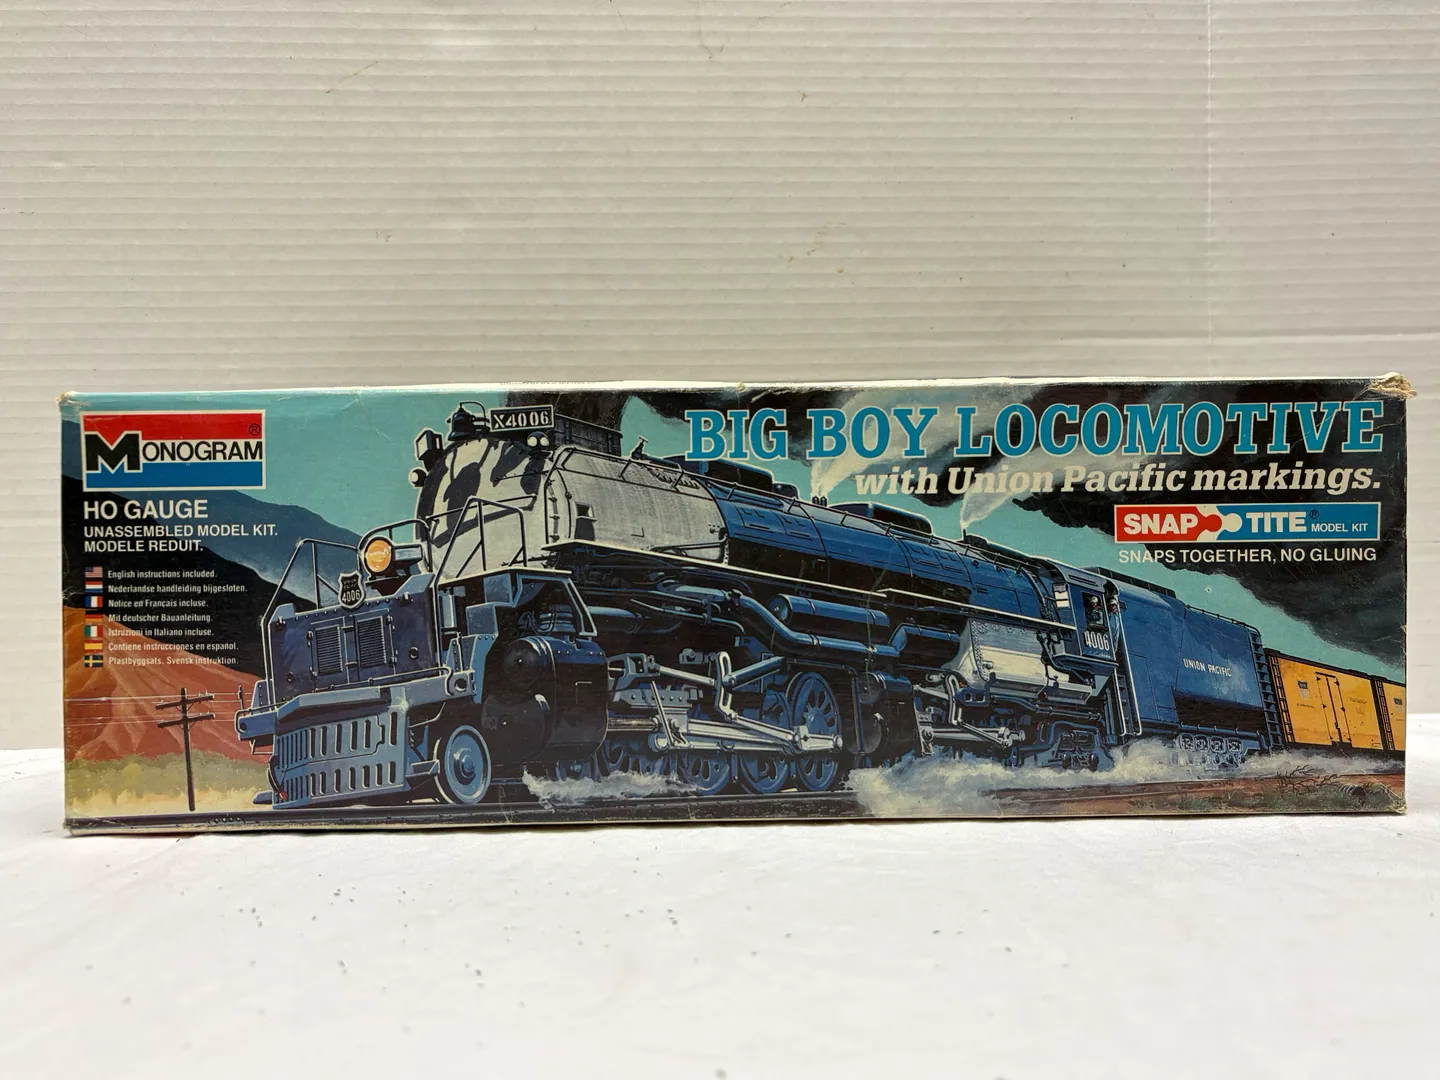 MONOGRAM®
HO GAUGE
UNASSEMBLED MODEL KIT.
MODELE REDUIT.
English instructions included.
Nederlandse handleiding bijgesloten.
Notice en Français incluse.
Mit deutscher Bauanleitung.
Istruzioni in Italiano incluse.
Contiene instrucciones en espanol.
Plastbyggsats. Svensk instruktion.
X4006
4006
BIG BOY LOCOMOTIVE
with Union Pacific markings.
SNAP TITE® MODEL KIT
SNAPS TOGETHER, NO GLUING
4006
UNION PACIFIC